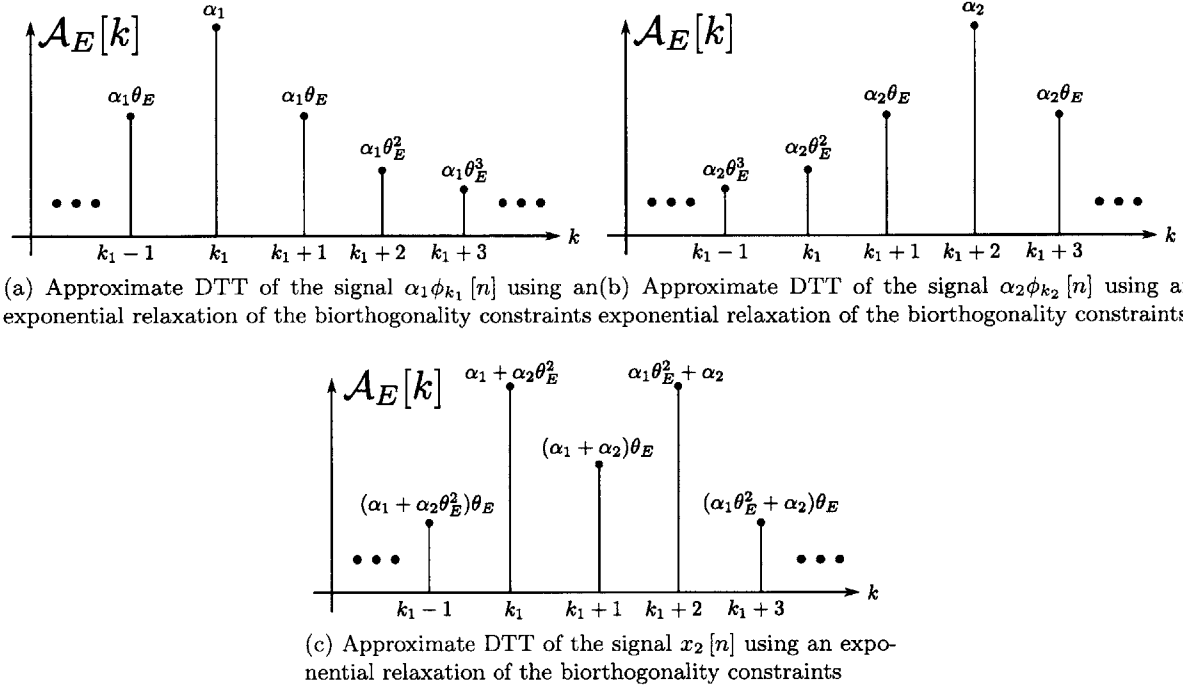 𝒜_E[k]
α₁
α₁θ_E
α₁θ_E
α₁θ_E²
α₁θ_E³
k₁ − 1
k₁
k₁ + 1
k₁ + 2
k₁ + 3
k
(a) Approximate DTT of the signal α₁ϕ_{k₁}[n] using an
exponential relaxation of the biorthogonality constraints
𝒜_E[k]
α₂
α₂θ_E
α₂θ_E
α₂θ_E²
α₂θ_E³
k₁ − 1
k₁
k₁ + 1
k₁ + 2
k₁ + 3
k
(b) Approximate DTT of the signal α₂ϕ_{k₂}[n] using a
exponential relaxation of the biorthogonality constraints
𝒜_E[k]
α₁ + α₂θ_E²
α₁θ_E² + α₂
(α₁ + α₂)θ_E
(α₁ + α₂θ_E²)θ_E
(α₁θ_E² + α₂)θ_E
k₁ − 1
k₁
k₁ + 1
k₁ + 2
k₁ + 3
k
(c) Approximate DTT of the signal x₂[n] using an expo-
nential relaxation of the biorthogonality constraints